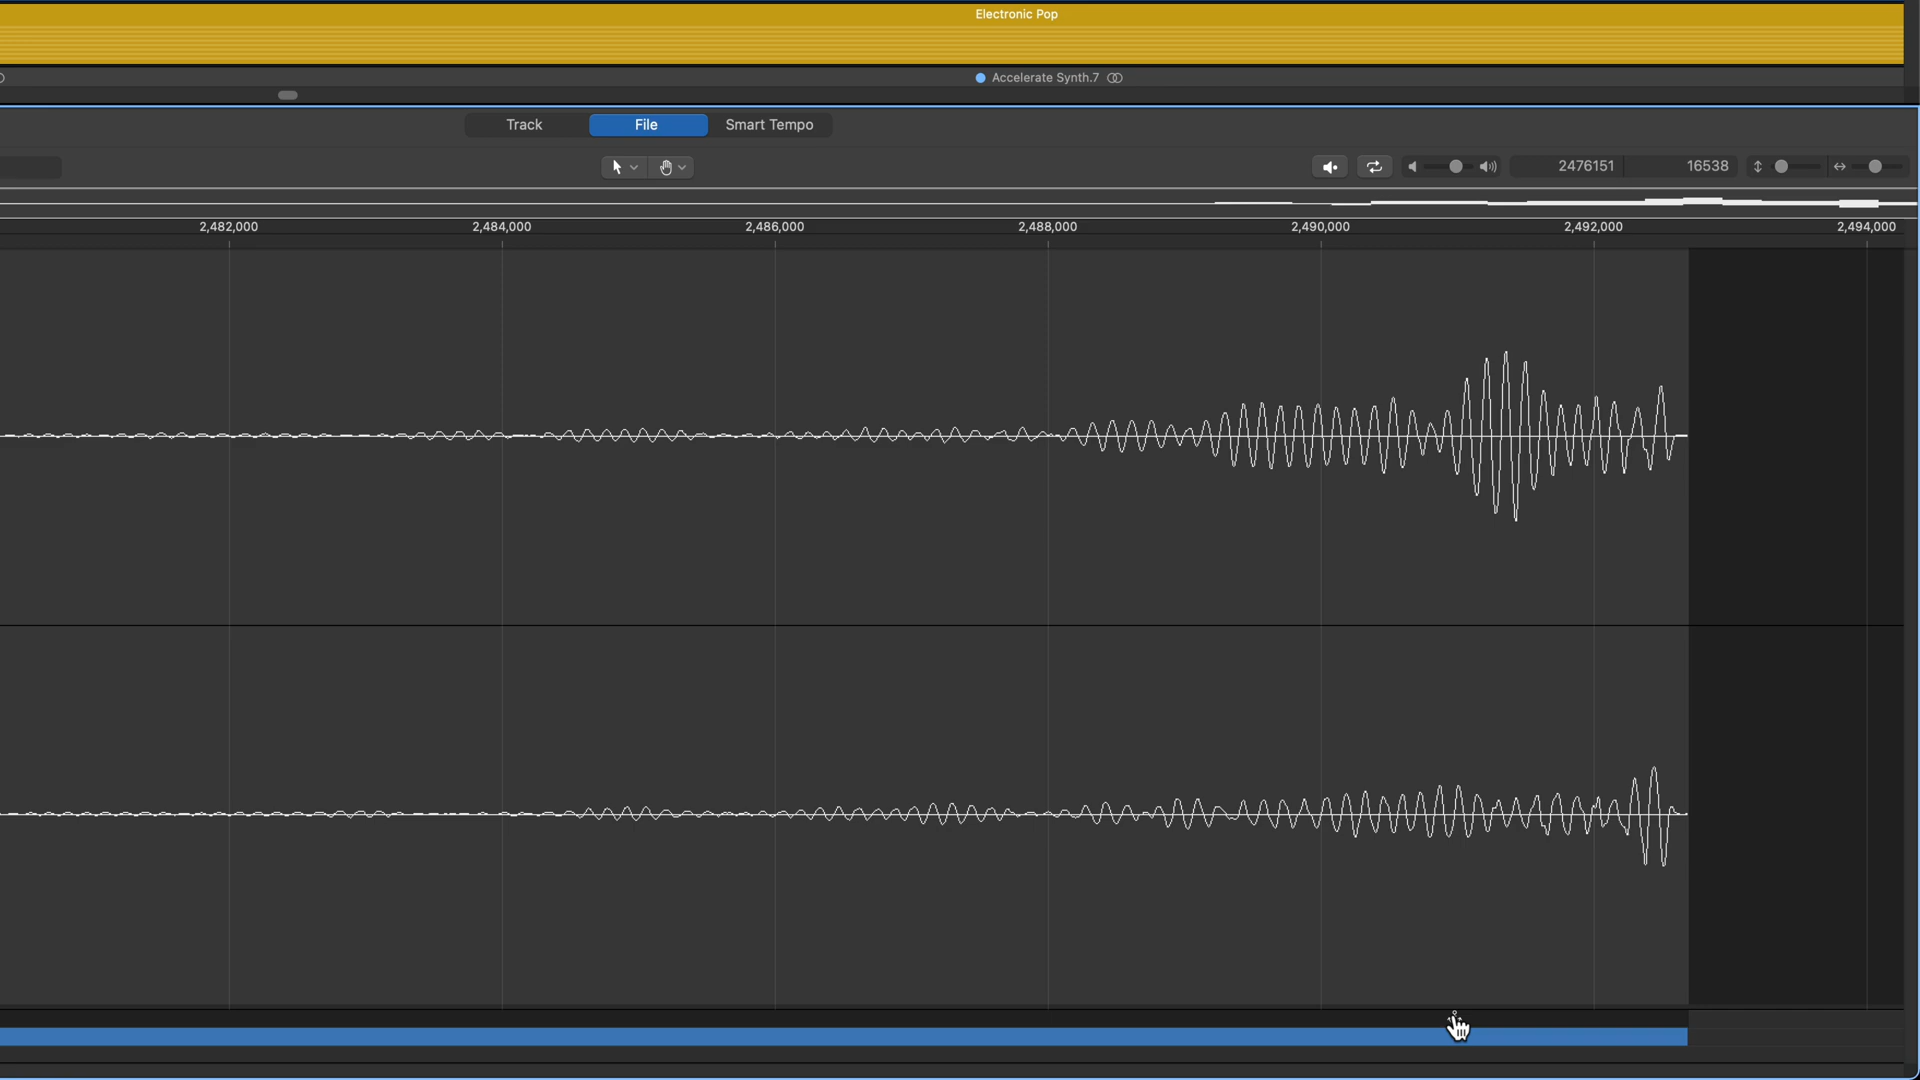 Electronic Pop
Accelerate Synth.7
Track File Smart Tempo
2476151 16538
2,482,000 2,484,000 2,486,000 2,488,000 2,490,000 2,492,000 2,494,000